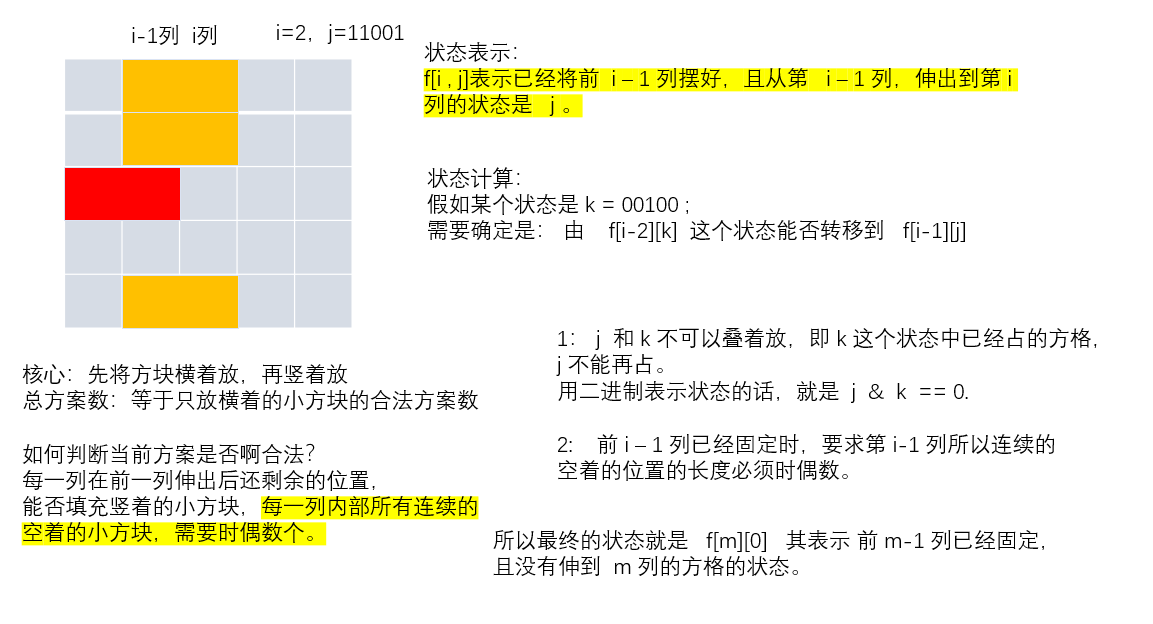 i-1列 i列
i=2，j=11001
状态表示：
f[i , j]表示已经将前 i – 1 列摆好，且从第 i – 1 列，伸出到第 i
列的状态是 j 。
状态计算：
假如某个状态是 k = 00100 ;
需要确定是： 由 f[i-2][k] 这个状态能否转移到 f[i-1][j]
1： j 和 k 不可以叠着放，即 k 这个状态中已经占的方格，
j 不能再占。
用二进制表示状态的话，就是 j & k == 0.
2: 前 i – 1 列已经固定时，要求第 i-1 列所以连续的
空着的位置的长度必须时偶数。
核心：先将方块横着放，再竖着放
总方案数：等于只放横着的小方块的合法方案数
如何判断当前方案是否啊合法？
每一列在前一列伸出后还剩余的位置，
能否填充竖着的小方块，每一列内部所有连续的
空着的小方块，需要时偶数个。
所以最终的状态就是 f[m][0] 其表示 前 m-1 列已经固定，
且没有伸到 m 列的方格的状态。